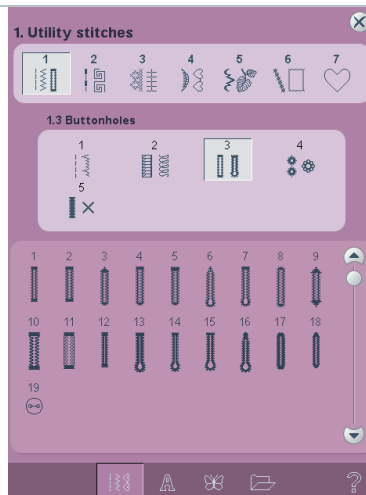 1. Utility stitches
1 2 3 4 5 6 7
1.3 Buttonholes
1 2 3 4
5
1 2 3 4 5 6 7 8 9
10 11 12 13 14 15 16 17 18
19
A ?